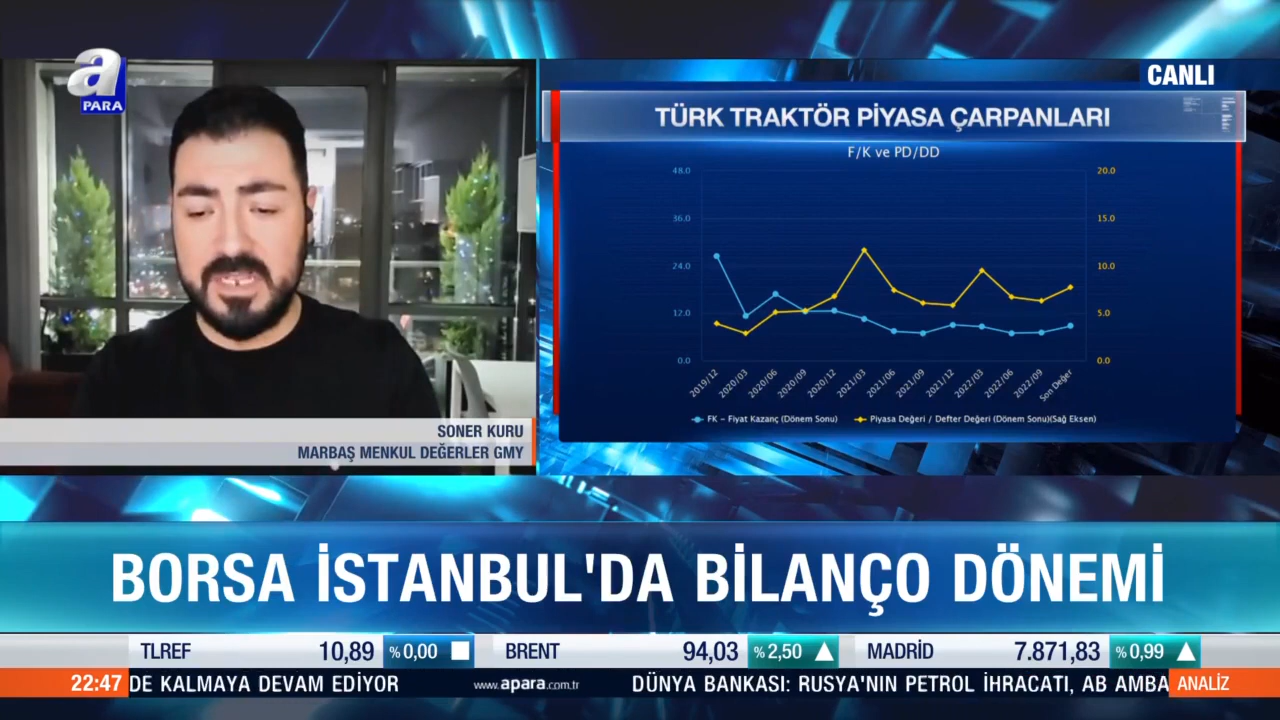 a
PARA
CANLI
TÜRK TRAKTÖR PİYASA ÇARPANLARI
F/K ve PD/DD
48.0
36.0
24.0
12.0
0.0
20.0
15.0
10.0
5.0
0.0
2019/12
2020/03
2020/06
2020/09
2020/12
2021/03
2021/06
2021/09
2021/12
2022/03
2022/06
2022/09
Son Değer
FK – Fiyat Kazanç (Dönem Sonu)
Piyasa Değeri / Defter Değeri (Dönem Sonu)(Sağ Eksen)
SONER KURU
MARBAŞ MENKUL DEĞERLER GMY
BORSA İSTANBUL'DA BİLANÇO DÖNEMİ
TLREF 10,89 %0,00 BRENT 94,03 %2,50 MADRİD 7.871,83 %0,99
22:47 DE KALMAYA DEVAM EDİYOR www.apara.com.tr DÜNYA BANKASI: RUSYA'NIN PETROL İHRACATI, AB AMBA ANALİZ